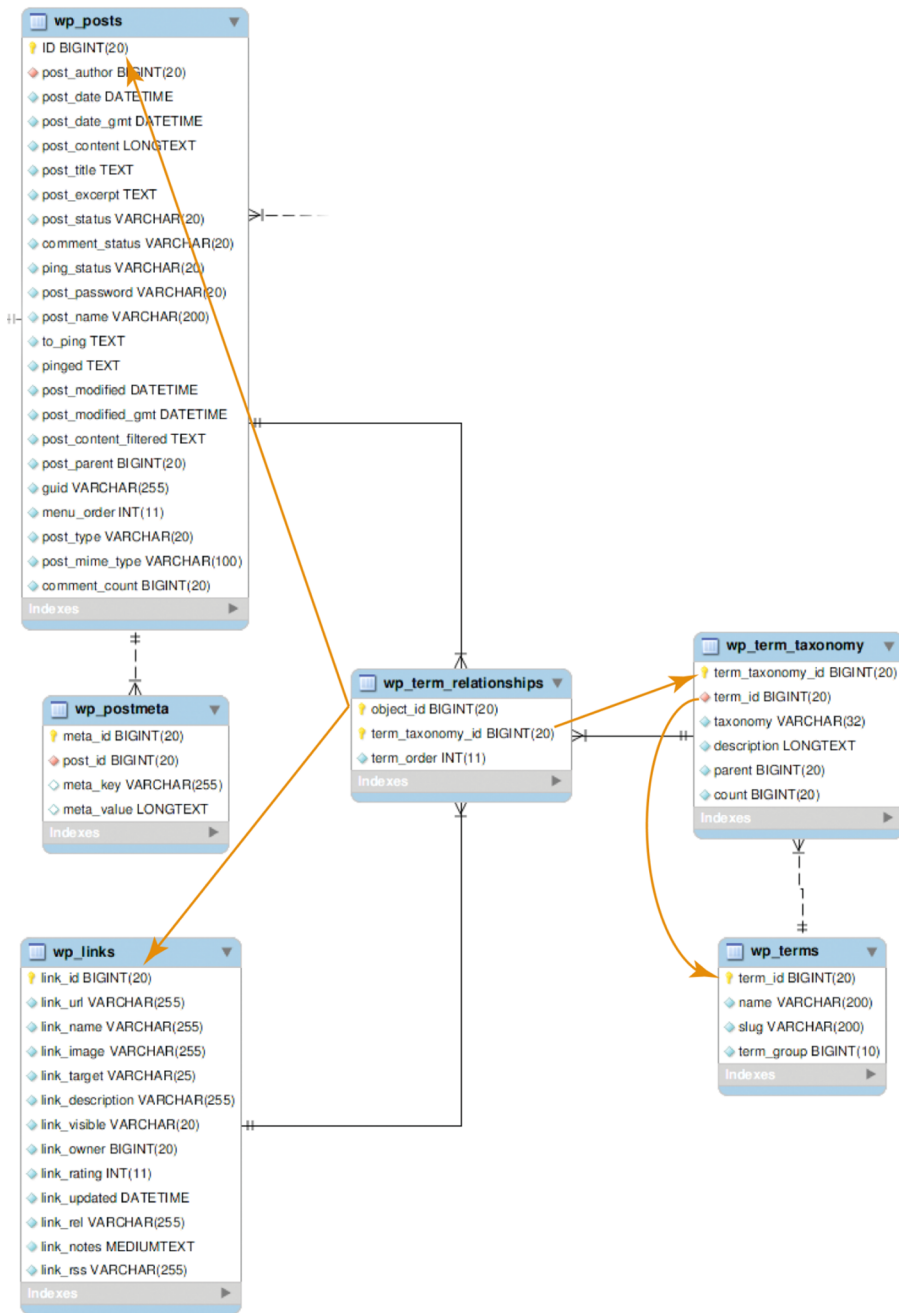 wp_posts
ID BIGINT(20)
post_author BIGINT(20)
post_date DATETIME
post_date_gmt DATETIME
post_content LONGTEXT
post_title TEXT
post_excerpt TEXT
post_status VARCHAR(20)
comment_status VARCHAR(20)
ping_status VARCHAR(20)
post_password VARCHAR(20)
post_name VARCHAR(200)
to_ping TEXT
pinged TEXT
post_modified DATETIME
post_modified_gmt DATETIME
post_content_filtered TEXT
post_parent BIGINT(20)
guid VARCHAR(255)
menu_order INT(11)
post_type VARCHAR(20)
post_mime_type VARCHAR(100)
comment_count BIGINT(20)
Indexes
wp_postmeta
meta_id BIGINT(20)
post_id BIGINT(20)
meta_key VARCHAR(255)
meta_value LONGTEXT
Indexes
wp_term_relationships
object_id BIGINT(20)
term_taxonomy_id BIGINT(20)
term_order INT(11)
Indexes
wp_term_taxonomy
term_taxonomy_id BIGINT(20)
term_id BIGINT(20)
taxonomy VARCHAR(32)
description LONGTEXT
parent BIGINT(20)
count BIGINT(20)
Indexes
wp_links
link_id BIGINT(20)
link_url VARCHAR(255)
link_name VARCHAR(255)
link_image VARCHAR(255)
link_target VARCHAR(25)
link_description VARCHAR(255)
link_visible VARCHAR(20)
link_owner BIGINT(20)
link_rating INT(11)
link_updated DATETIME
link_rel VARCHAR(255)
link_notes MEDIUMTEXT
link_rss VARCHAR(255)
Indexes
wp_terms
term_id BIGINT(20)
name VARCHAR(200)
slug VARCHAR(200)
term_group BIGINT(10)
Indexes